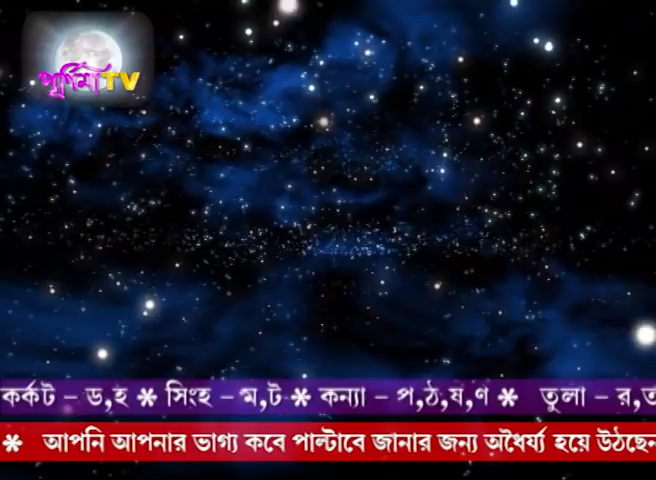 পূর্ণিমা TV
কর্কট – ড,হ ✱ সিংহ – ম,ট ✱ কন্যা – প,ঠ,ষ,ণ ✱ তুলা – র,ত
✱ আপনি আপনার ভাগ্য কবে পাল্টাবে জানার জন্য অধৈর্য্য হয়ে উঠছেন